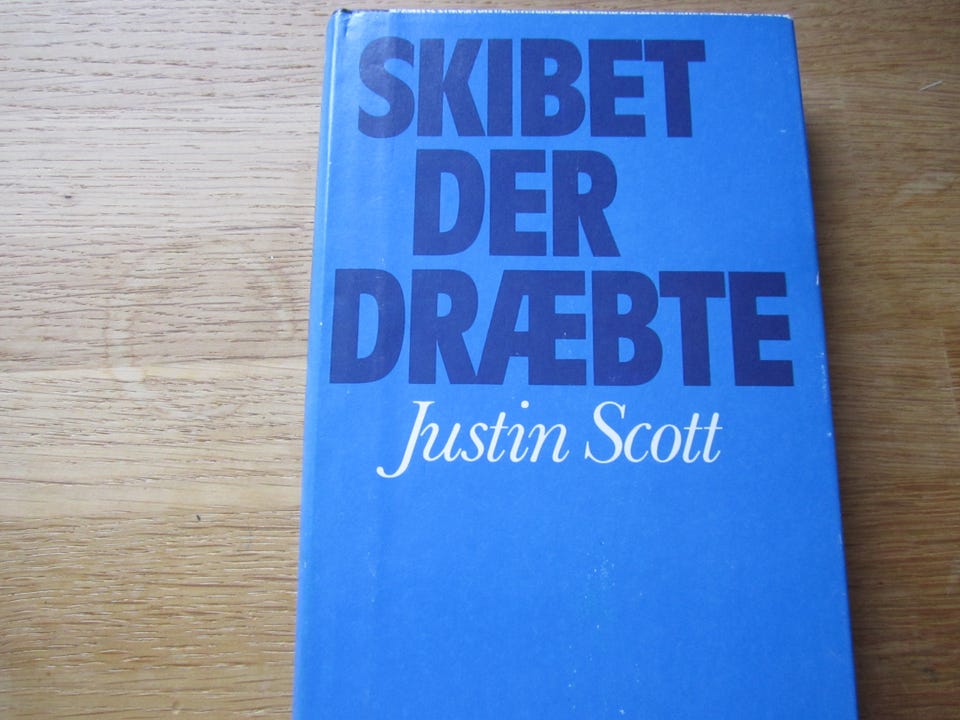 SKIBET
DER
DRÆBTE
Justin Scott